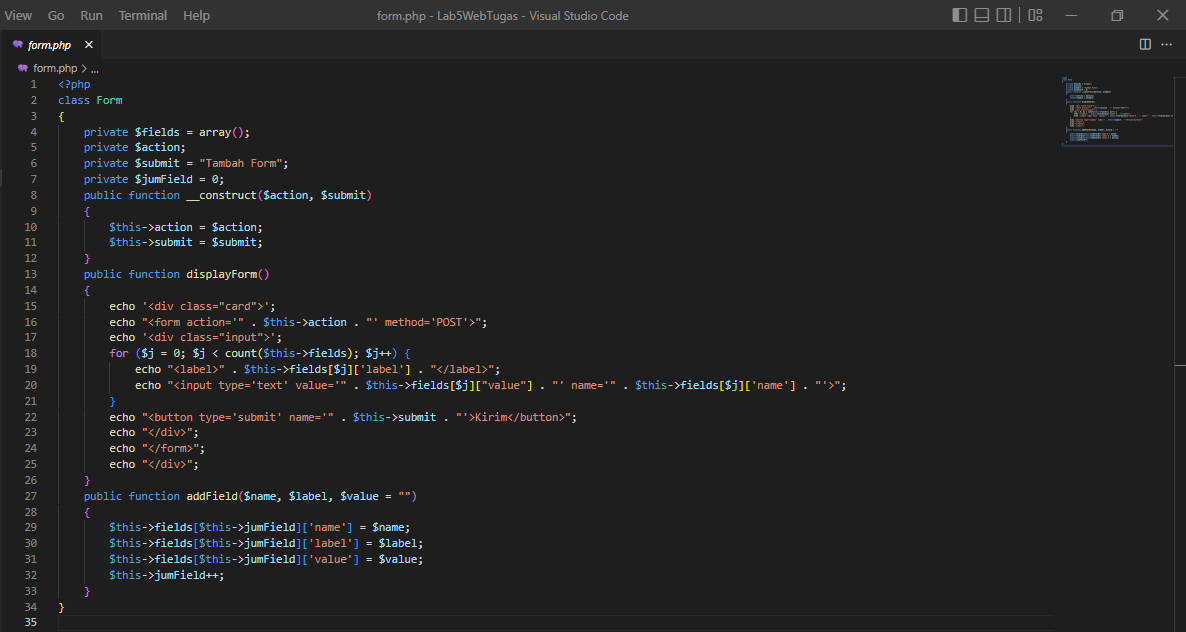 View Go Run Terminal Help form.php - Lab5WebTugas - Visual Studio Code
form.php
form.php > ...
1 <?php
2 class Form
3 {
4     private $fields = array();
5     private $action;
6     private $submit = "Tambah Form";
7     private $jumField = 0;
8     public function __construct($action, $submit)
9     {
10         $this->action = $action;
11         $this->submit = $submit;
12     }
13     public function displayForm()
14     {
15         echo '<div class="card">';
16         echo "<form action='" . $this->action . "' method='POST'>";
17         echo '<div class="input">';
18         for ($j = 0; $j < count($this->fields); $j++) {
19             echo "<label>" . $this->fields[$j]['label'] . "</label>";
20             echo "<input type='text' value='" . $this->fields[$j]["value"] . "' name='" . $this->fields[$j]['name'] . "'>";
21         }
22         echo "<button type='submit' name='" . $this->submit . "'>Kirim</button>";
23         echo "</div>";
24         echo "</form>";
25         echo "</div>";
26     }
27     public function addField($name, $label, $value = "")
28     {
29         $this->fields[$this->jumField]['name'] = $name;
30         $this->fields[$this->jumField]['label'] = $label;
31         $this->fields[$this->jumField]['value'] = $value;
32         $this->jumField++;
33     }
34 }
35